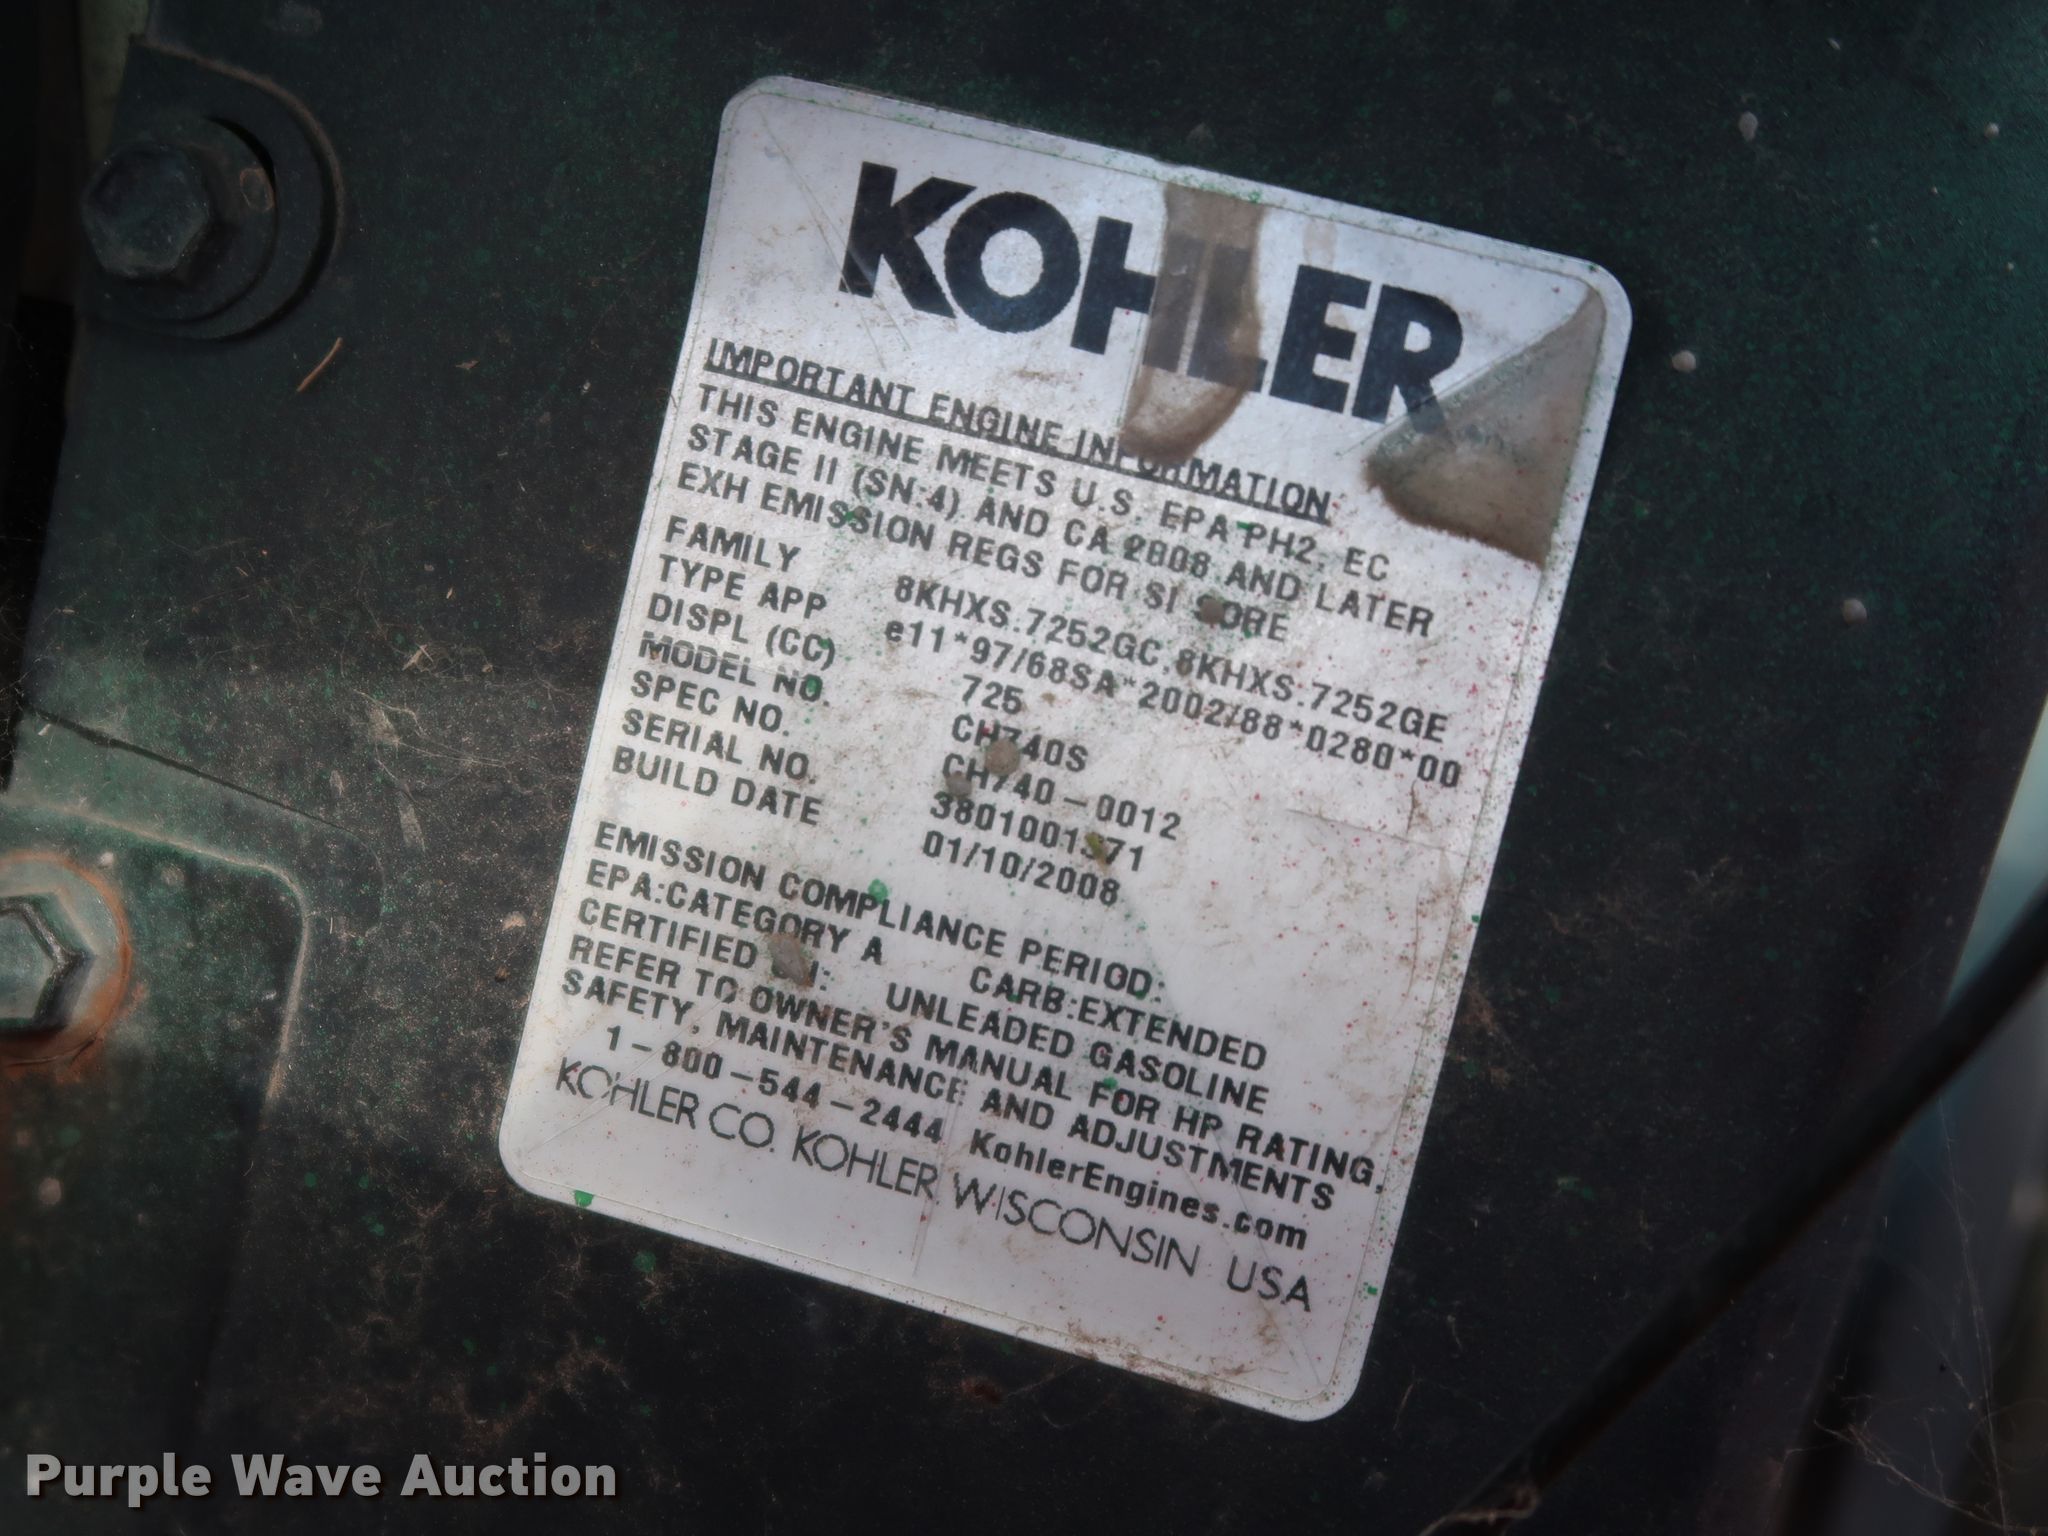 KOHLER
IMPORTANT ENGINE INFORMATION
THIS ENGINE MEETS U.S. EPA PH2, EC
STAGE II (SN:4) AND CA 2008 AND LATER
EXH EMISSION REGS FOR SI SORE
FAMILY 8KHXS.7252GC,8KHXS.7252GE
TYPE APP e11*97/68SA*2002/88*0280*00
DISPL (CC) 725
MODEL NO. CH740S
SPEC NO. CH740-0012
SERIAL NO.
BUILD DATE 01/10/2008
EMISSION COMPLIANCE PERIOD:
EPA:CATEGORY A CARB:EXTENDED
CERTIFIED ON: UNLEADED GASOLINE
REFER TO OWNER'S MANUAL FOR HP RATING,
SAFETY, MAINTENANCE AND ADJUSTMENTS
1-800-544-2444 KohlerEngines.com
KOHLER CO. KOHLER, WISCONSIN USA
Purple Wave Auction